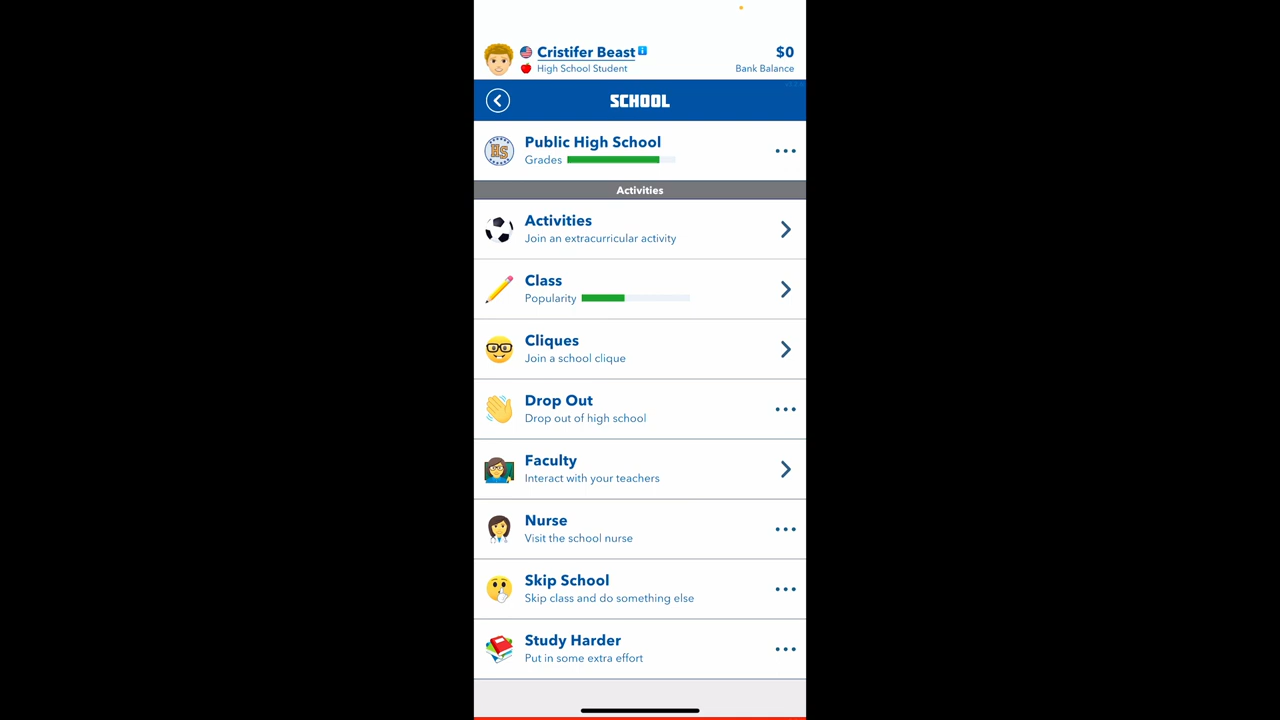 Cristifer Beast
$0
High School Student
Bank Balance
SCHOOL
HS
Public High School
Grades
Activities
Activities
Join an extracurricular activity
Class
Popularity
Cliques
Join a school clique
Drop Out
Drop out of high school
Faculty
Interact with your teachers
Nurse
Visit the school nurse
Skip School
Skip class and do something else
Study Harder
Put in some extra effort